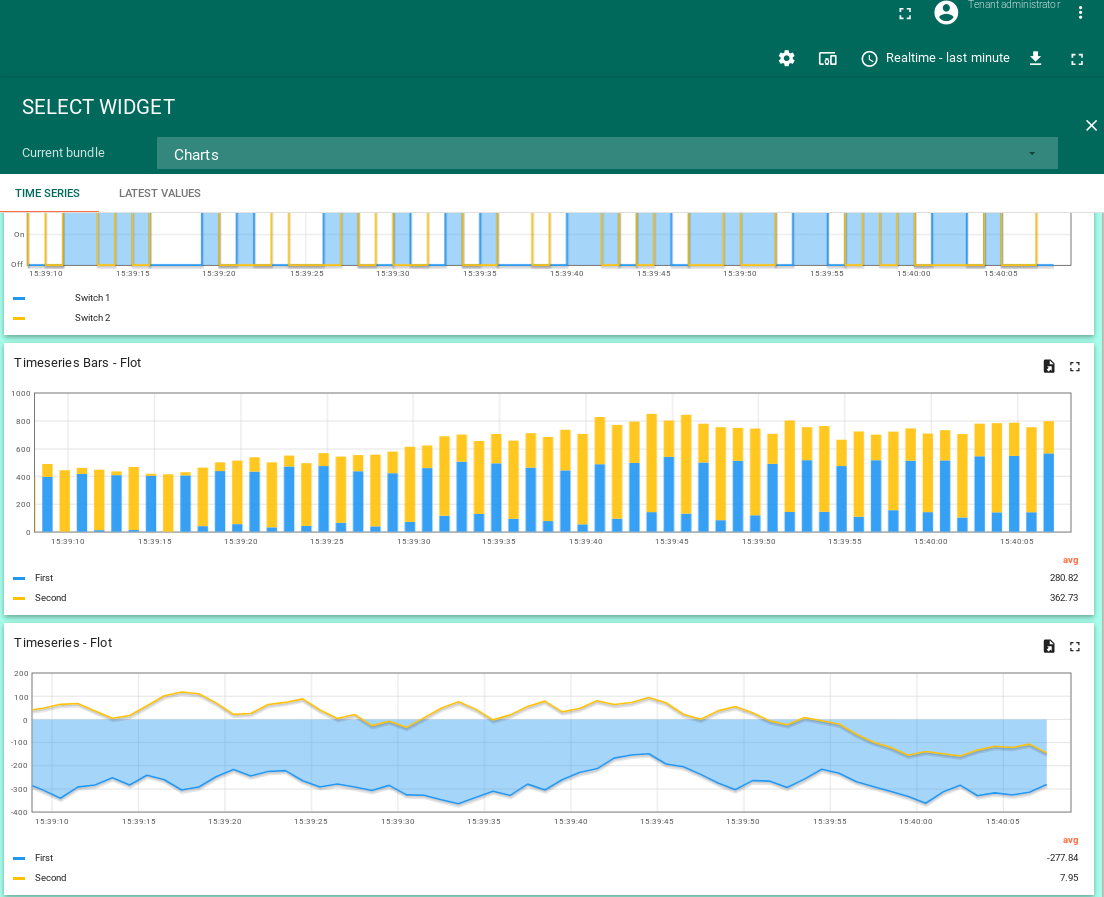 Tenant administrator
Realtime - last minute
SELECT WIDGET
Current bundle
Charts
TIME SERIES
LATEST VALUES
On
Off
15:39:10 15:39:15 15:39:20 15:39:25 15:39:30 15:39:35 15:39:40 15:39:45 15:39:50 15:39:55 15:40:00 15:40:05
Switch 1
Switch 2
Timeseries Bars - Flot
1000
800
600
400
200
0
15:39:10 15:39:15 15:39:20 15:39:25 15:39:30 15:39:35 15:39:40 15:39:45 15:39:50 15:39:55 15:40:00 15:40:05
avg
First 280.82
Second 362.73
Timeseries - Flot
200
100
0
-100
-200
-300
-400
15:39:10 15:39:15 15:39:20 15:39:25 15:39:30 15:39:35 15:39:40 15:39:45 15:39:50 15:39:55 15:40:00 15:40:05
avg
First -277.84
Second 7.95